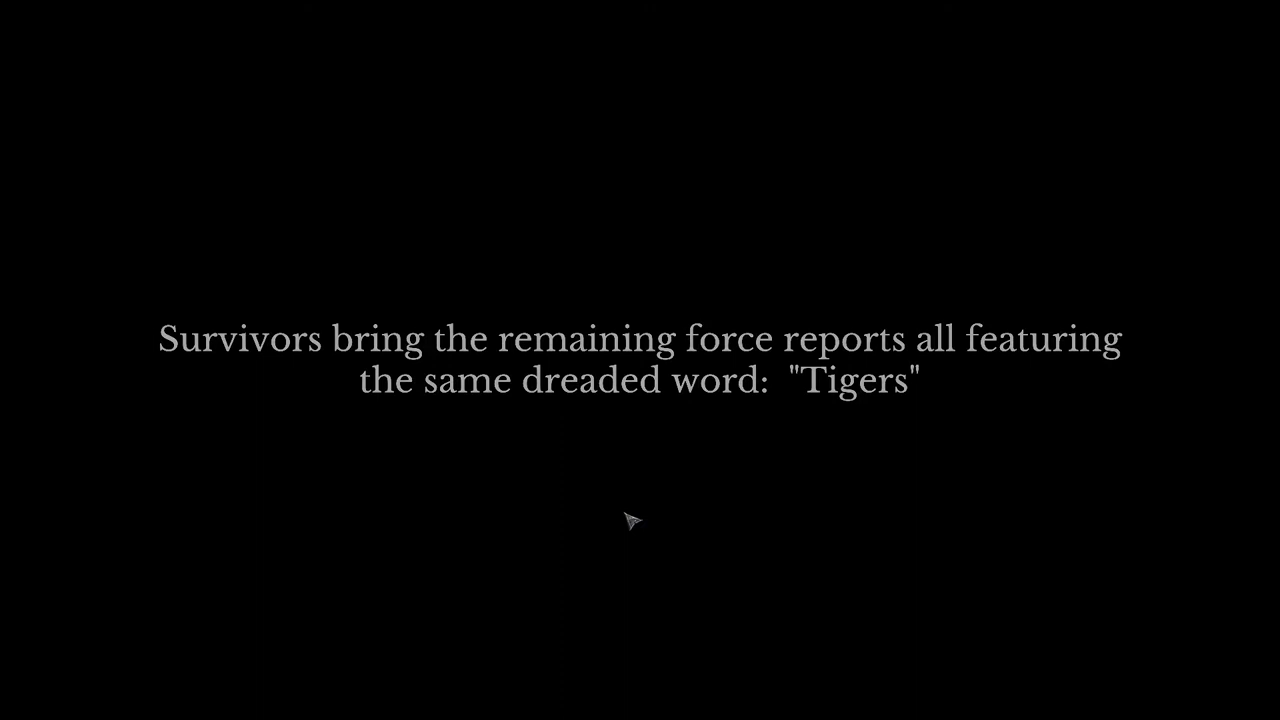 Survivors bring the remaining force reports all featuring
the same dreaded word:  "Tigers"